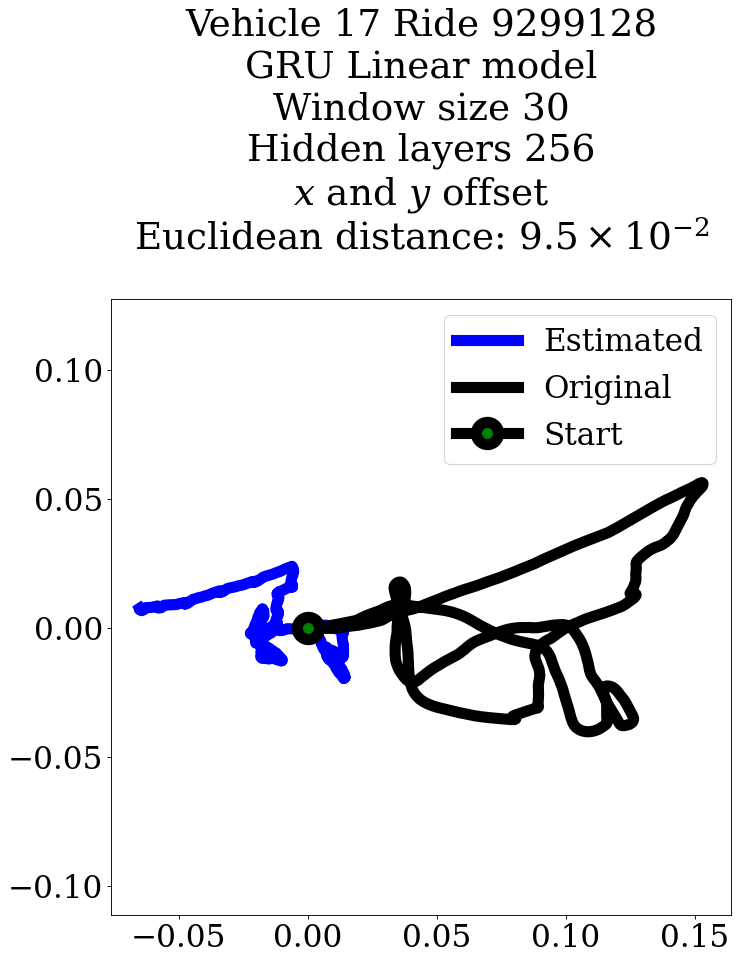 Vehicle 17 Ride 9299128
GRU Linear model
Window size 30
Hidden layers 256
x and y offset
Euclidean distance: 9.5 × 10⁻²
Estimated
Original
Start
0.10
0.05
0.00
−0.05
−0.10
−0.05 0.00 0.05 0.10 0.15